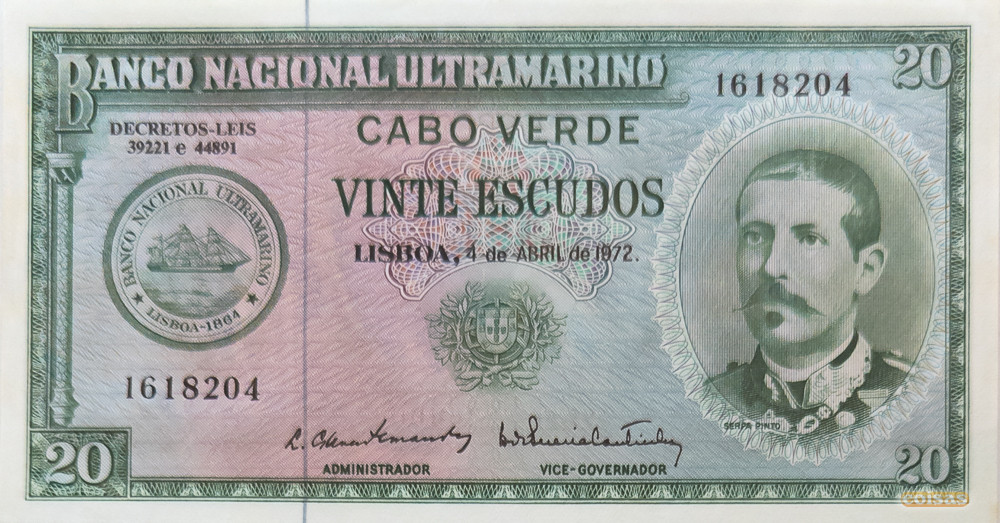 BANCO NACIONAL ULTRAMARINO
20
1618204
DECRETOS-LEIS
39221 e 44891
CABO VERDE
VINTE ESCUDOS
LISBOA, 4 de ABRIL de 1972.
BANCO NACIONAL ULTRAMARINO
LISBOA-1864
1618204
SERPA PINTO
ADMINISTRADOR
VICE-GOVERNADOR
20
20
coisas